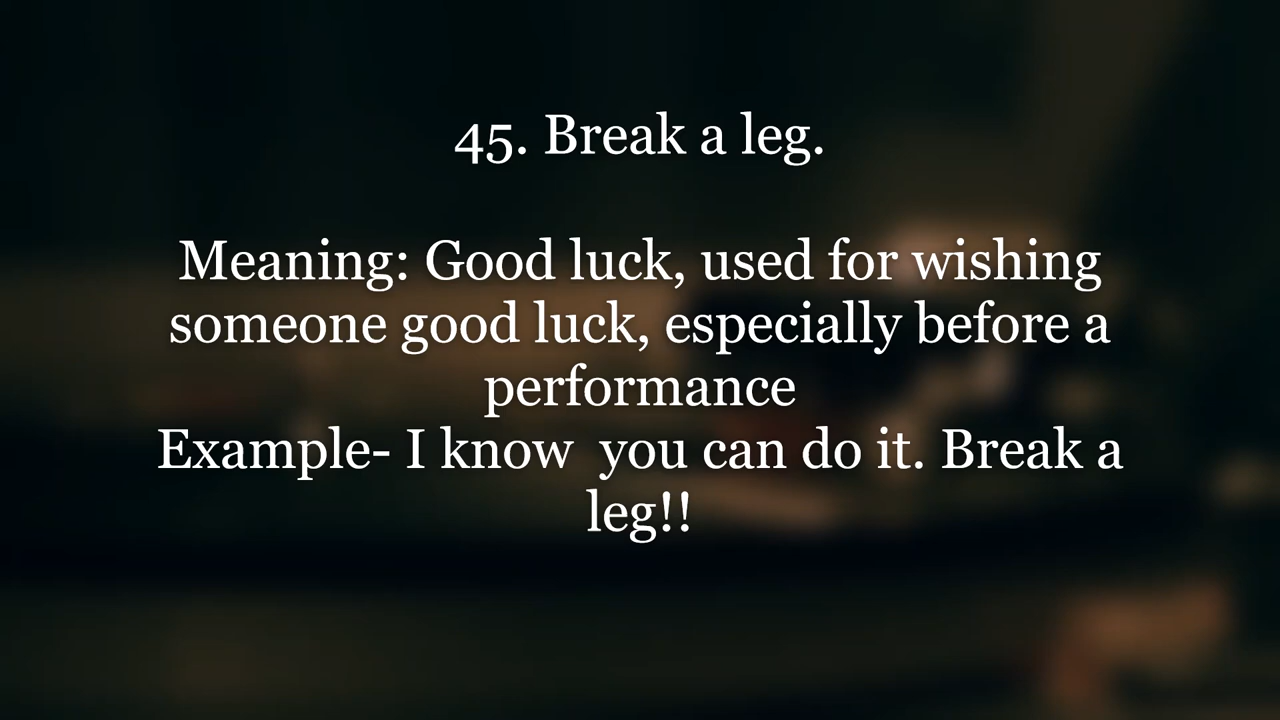 45. Break a leg.
Meaning: Good luck, used for wishing
someone good luck, especially before a
performance
Example- I know  you can do it. Break a
leg!!